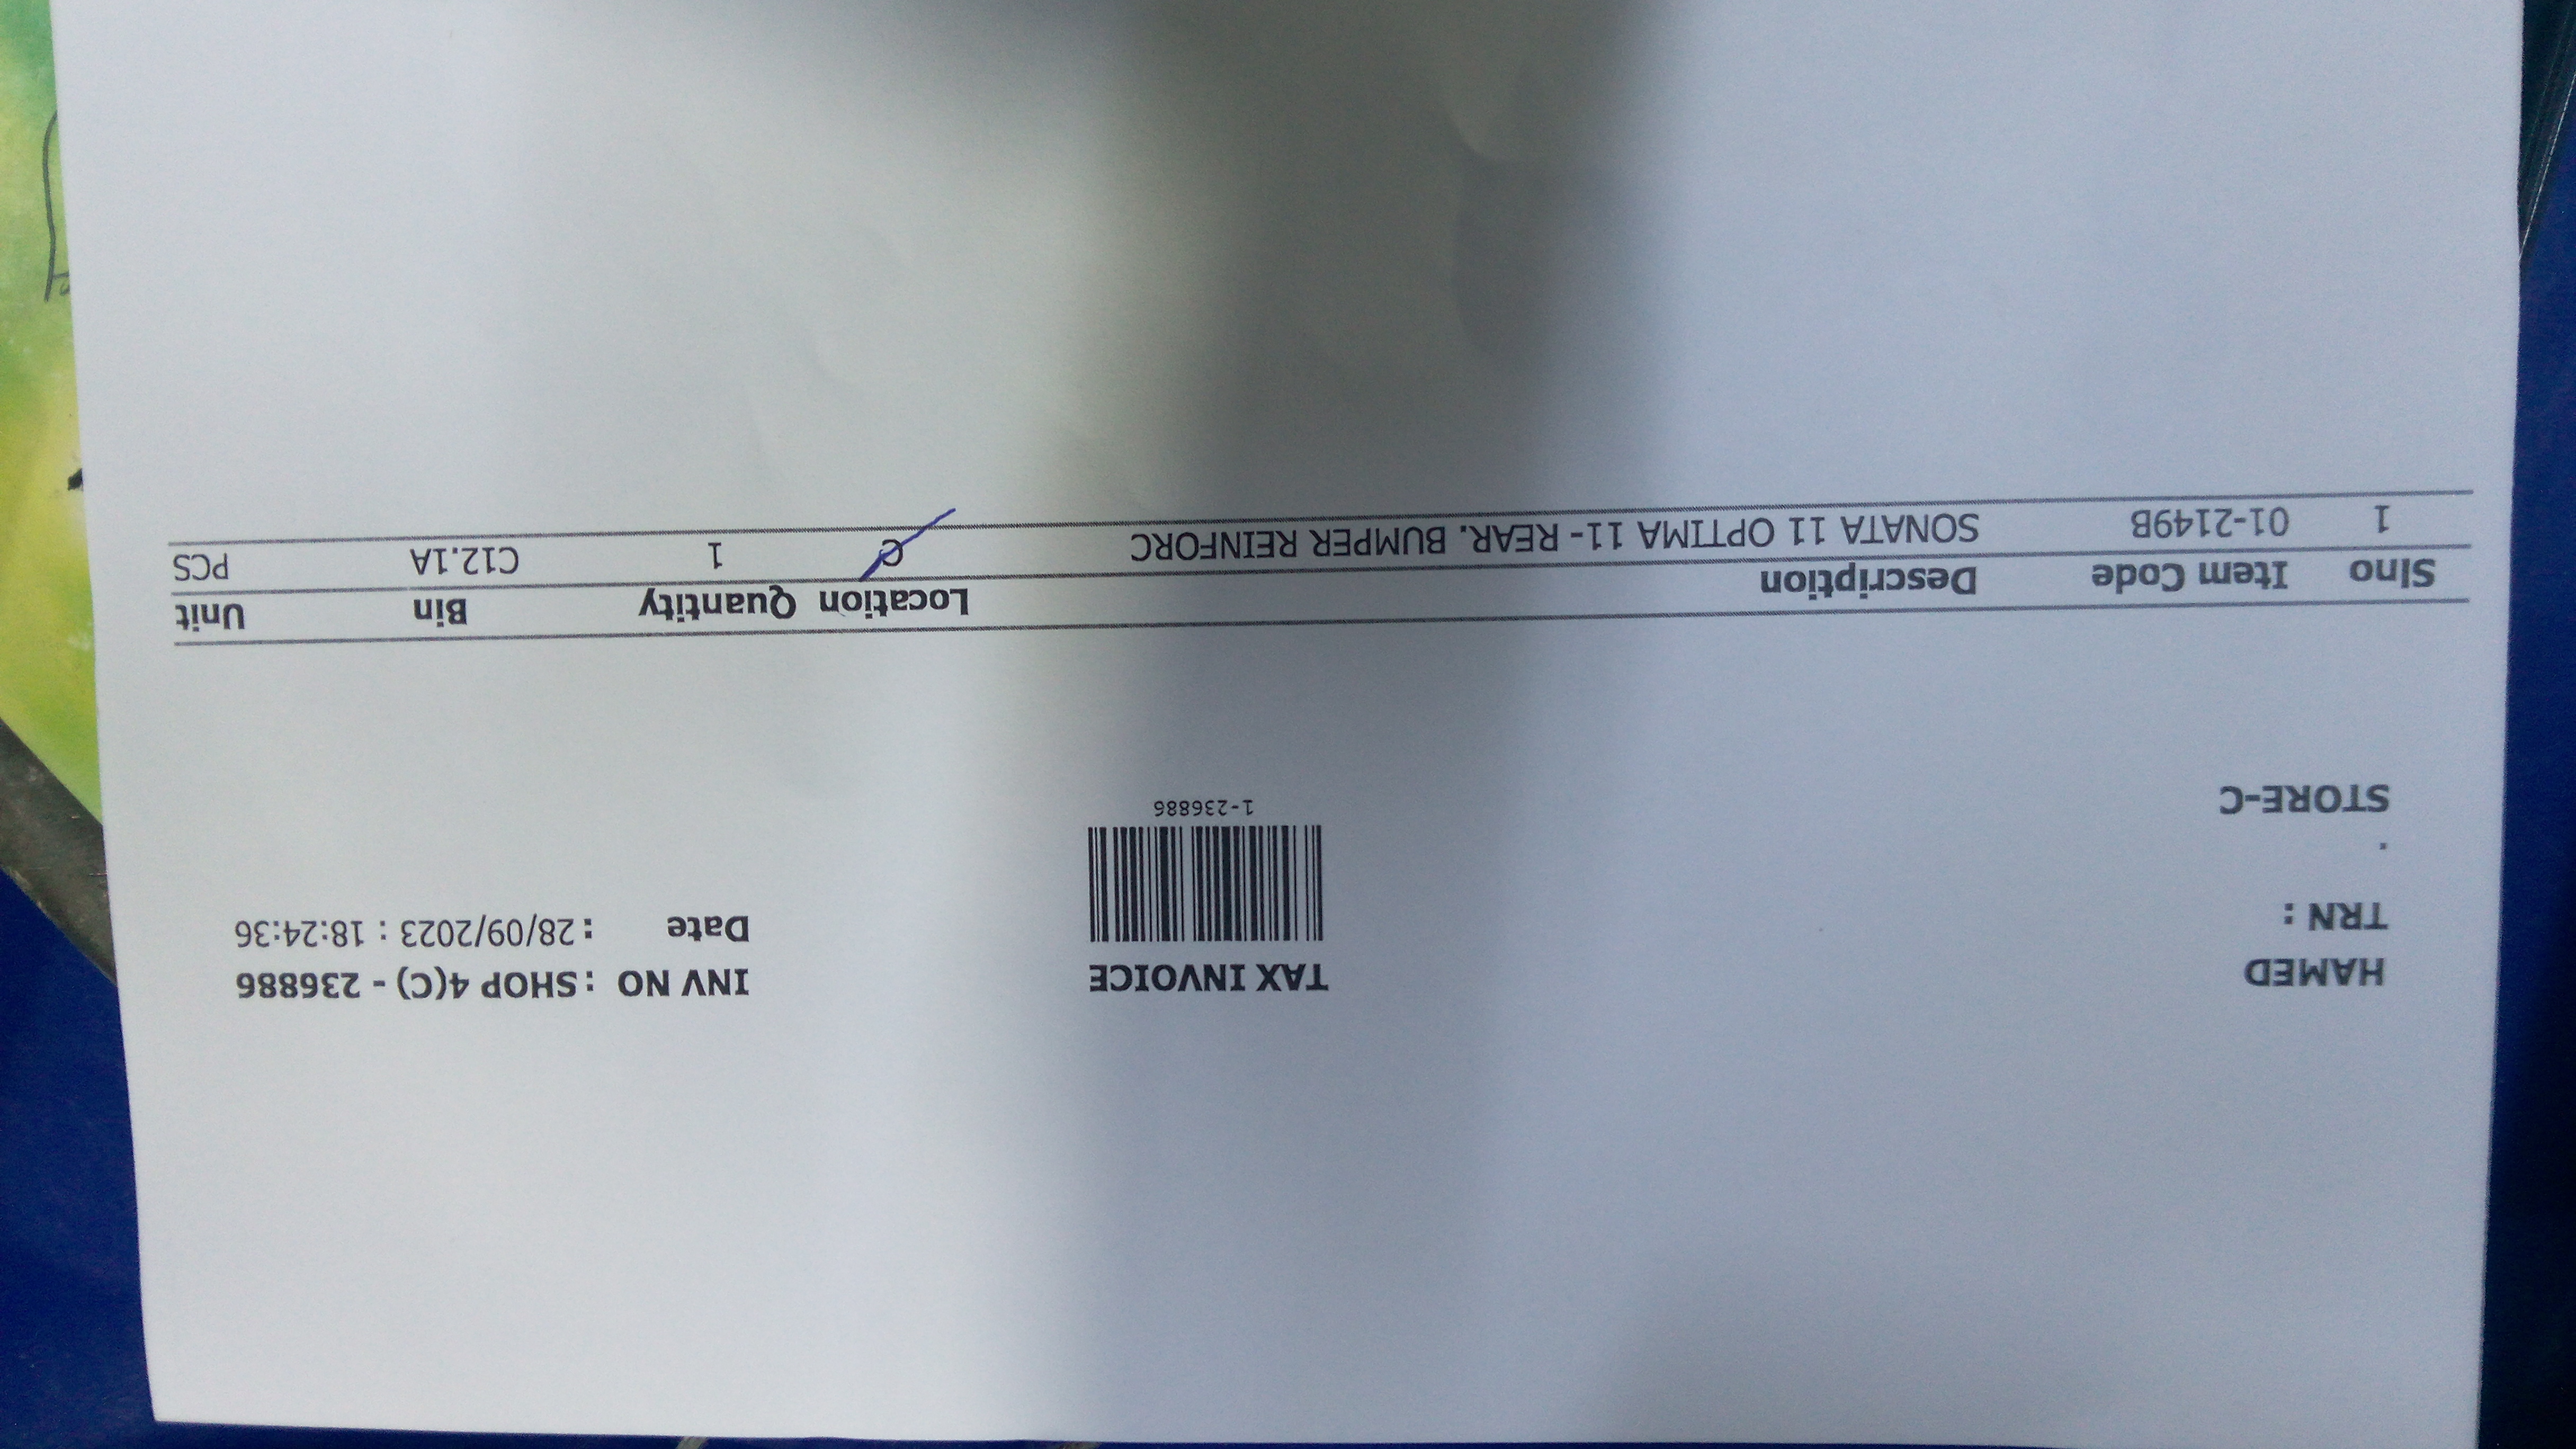 HAMED TAX INVOICE INV NO : SHOP 4(C) - 236886
TRN : Date : 28/09/2023 : 18:24:36
.
1-236886
STORE-C
Slno Item Code Description Location Quantity Bin Unit
1 01-2149B SONATA 11 OPTIMA 11- REAR. BUMPER REINFORC C 1 C12.1A PCS